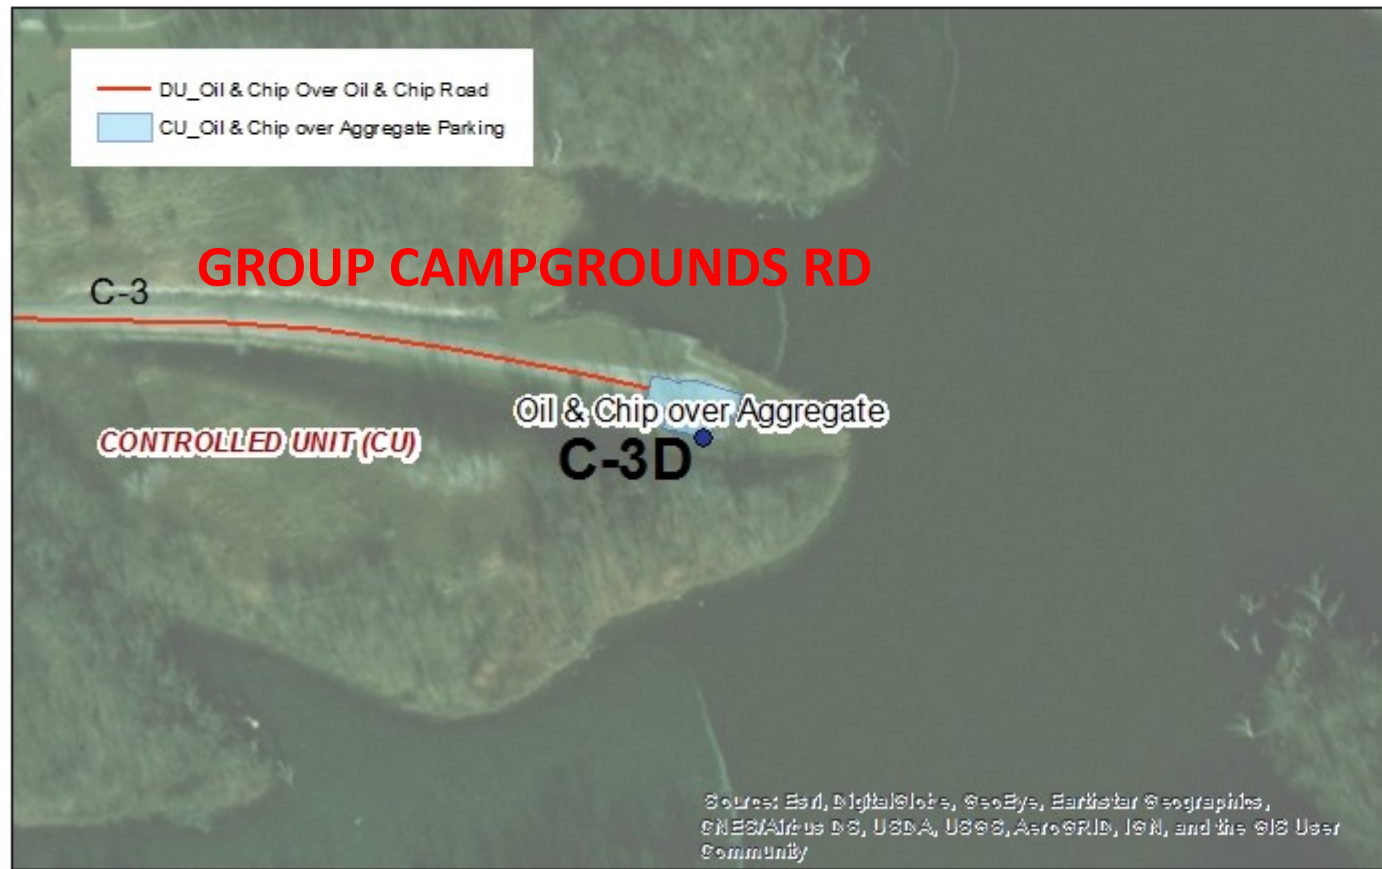 DU_Oil & Chip Over Oil & Chip Road
CU_Oil & Chip over Aggregate Parking
GROUP CAMPGROUNDS RD
C-3
Oil & Chip over Aggregate
CONTROLLED UNIT (CU)
C-3D
Source: Esri, DigitalGlobe, GeoEye, Earthstar Geographics,
CNES/Airbus DS, USDA, USGS, AeroGRID, IGN, and the GIS User
Community